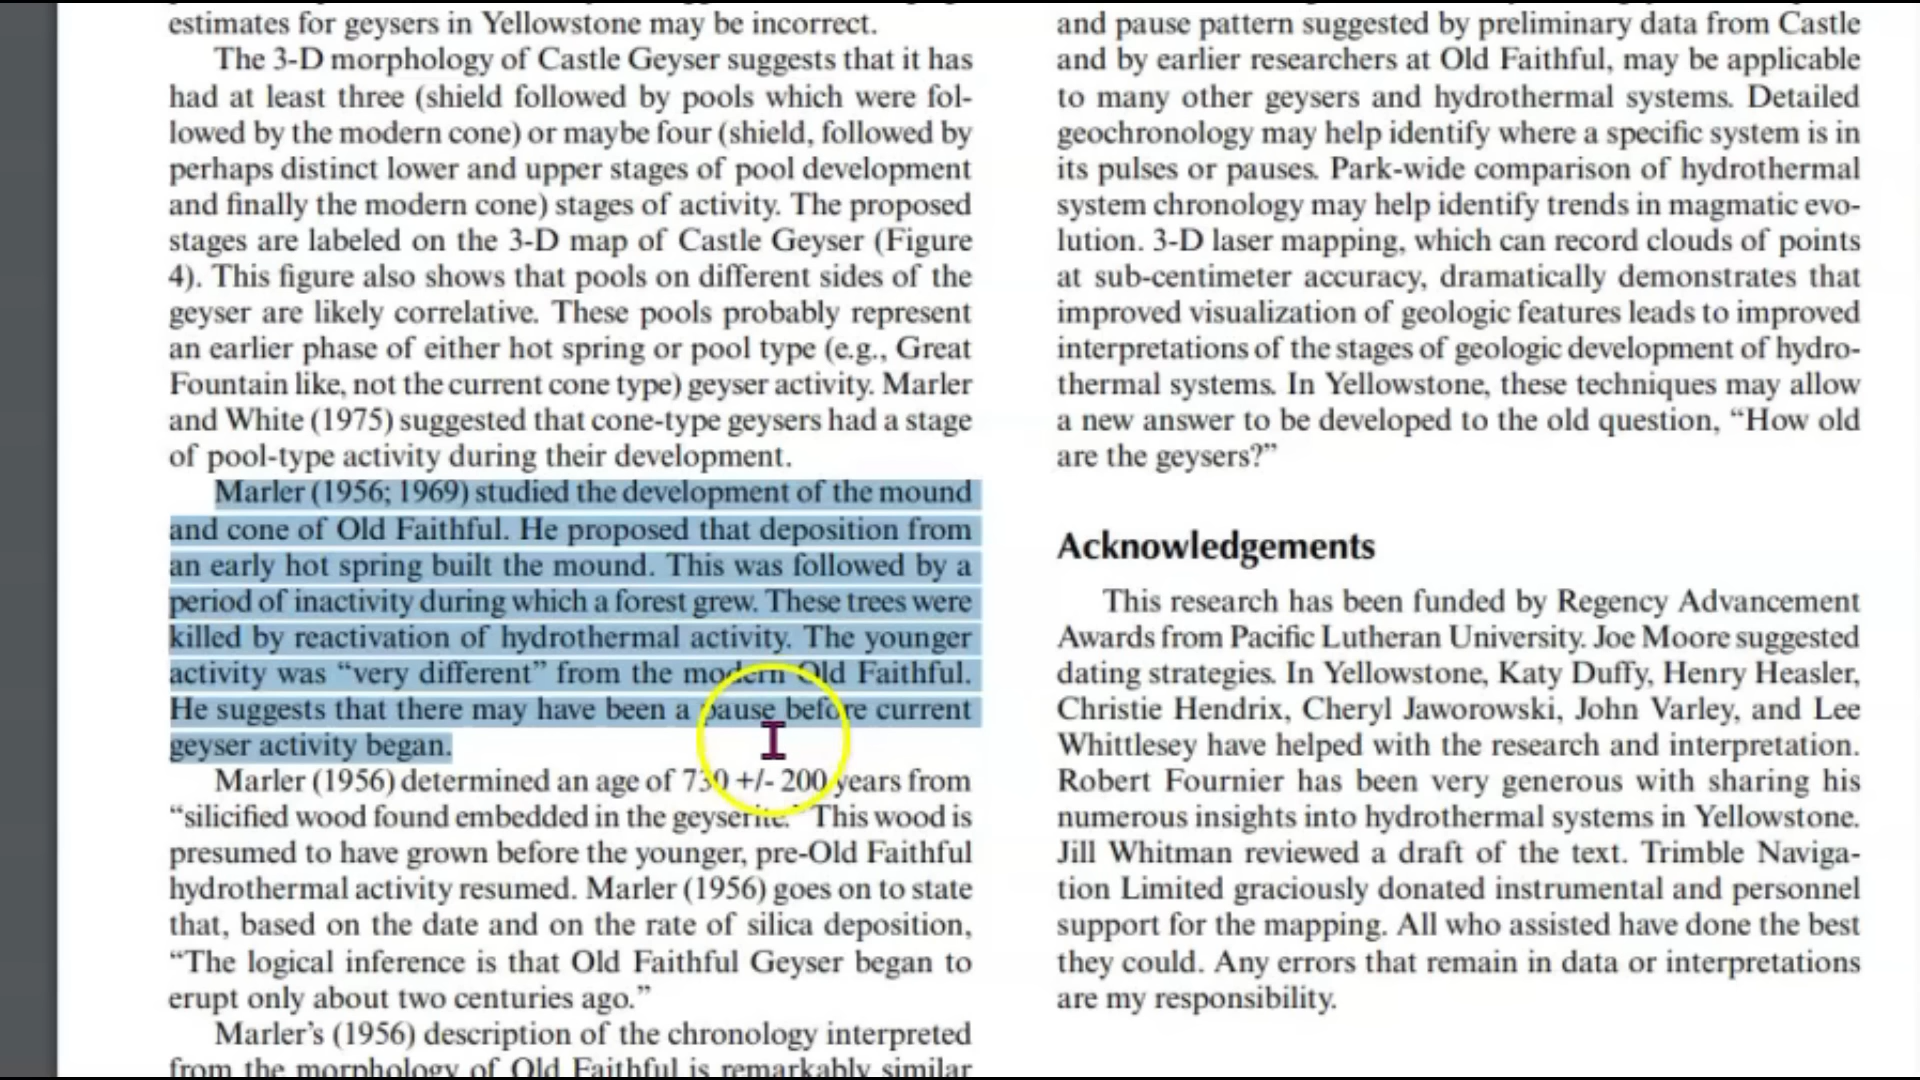 estimates for geysers in Yellowstone may be incorrect.
The 3-D morphology of Castle Geyser suggests that it has
had at least three (shield followed by pools which were fol-
lowed by the modern cone) or maybe four (shield, followed by
perhaps distinct lower and upper stages of pool development
and finally the modern cone) stages of activity. The proposed
stages are labeled on the 3-D map of Castle Geyser (Figure
4). This figure also shows that pools on different sides of the
geyser are likely correlative. These pools probably represent
an earlier phase of either hot spring or pool type (e.g., Great
Fountain like, not the current cone type) geyser activity. Marler
and White (1975) suggested that cone-type geysers had a stage
of pool-type activity during their development.
Marler (1956; 1969) studied the development of the mound
and cone of Old Faithful. He proposed that deposition from
an early hot spring built the mound. This was followed by a
period of inactivity during which a forest grew. These trees were
killed by reactivation of hydrothermal activity. The younger
activity was “very different” from the modern Old Faithful.
He suggests that there may have been a pause before current
geyser activity began.
Marler (1956) determined an age of 730 +/- 200 years from
“silicified wood found embedded in the geyserite.” This wood is
presumed to have grown before the younger, pre-Old Faithful
hydrothermal activity resumed. Marler (1956) goes on to state
that, based on the date and on the rate of silica deposition,
“The logical inference is that Old Faithful Geyser began to
erupt only about two centuries ago.”
Marler’s (1956) description of the chronology interpreted
from the morphology of Old Faithful is remarkably similar
and pause pattern suggested by preliminary data from Castle
and by earlier researchers at Old Faithful, may be applicable
to many other geysers and hydrothermal systems. Detailed
geochronology may help identify where a specific system is in
its pulses or pauses. Park-wide comparison of hydrothermal
system chronology may help identify trends in magmatic evo-
lution. 3-D laser mapping, which can record clouds of points
at sub-centimeter accuracy, dramatically demonstrates that
improved visualization of geologic features leads to improved
interpretations of the stages of geologic development of hydro-
thermal systems. In Yellowstone, these techniques may allow
a new answer to be developed to the old question, “How old
are the geysers?”
Acknowledgements
This research has been funded by Regency Advancement
Awards from Pacific Lutheran University. Joe Moore suggested
dating strategies. In Yellowstone, Katy Duffy, Henry Heasler,
Christie Hendrix, Cheryl Jaworowski, John Varley, and Lee
Whittlesey have helped with the research and interpretation.
Robert Fournier has been very generous with sharing his
numerous insights into hydrothermal systems in Yellowstone.
Jill Whitman reviewed a draft of the text. Trimble Naviga-
tion Limited graciously donated instrumental and personnel
support for the mapping. All who assisted have done the best
they could. Any errors that remain in data or interpretations
are my responsibility.